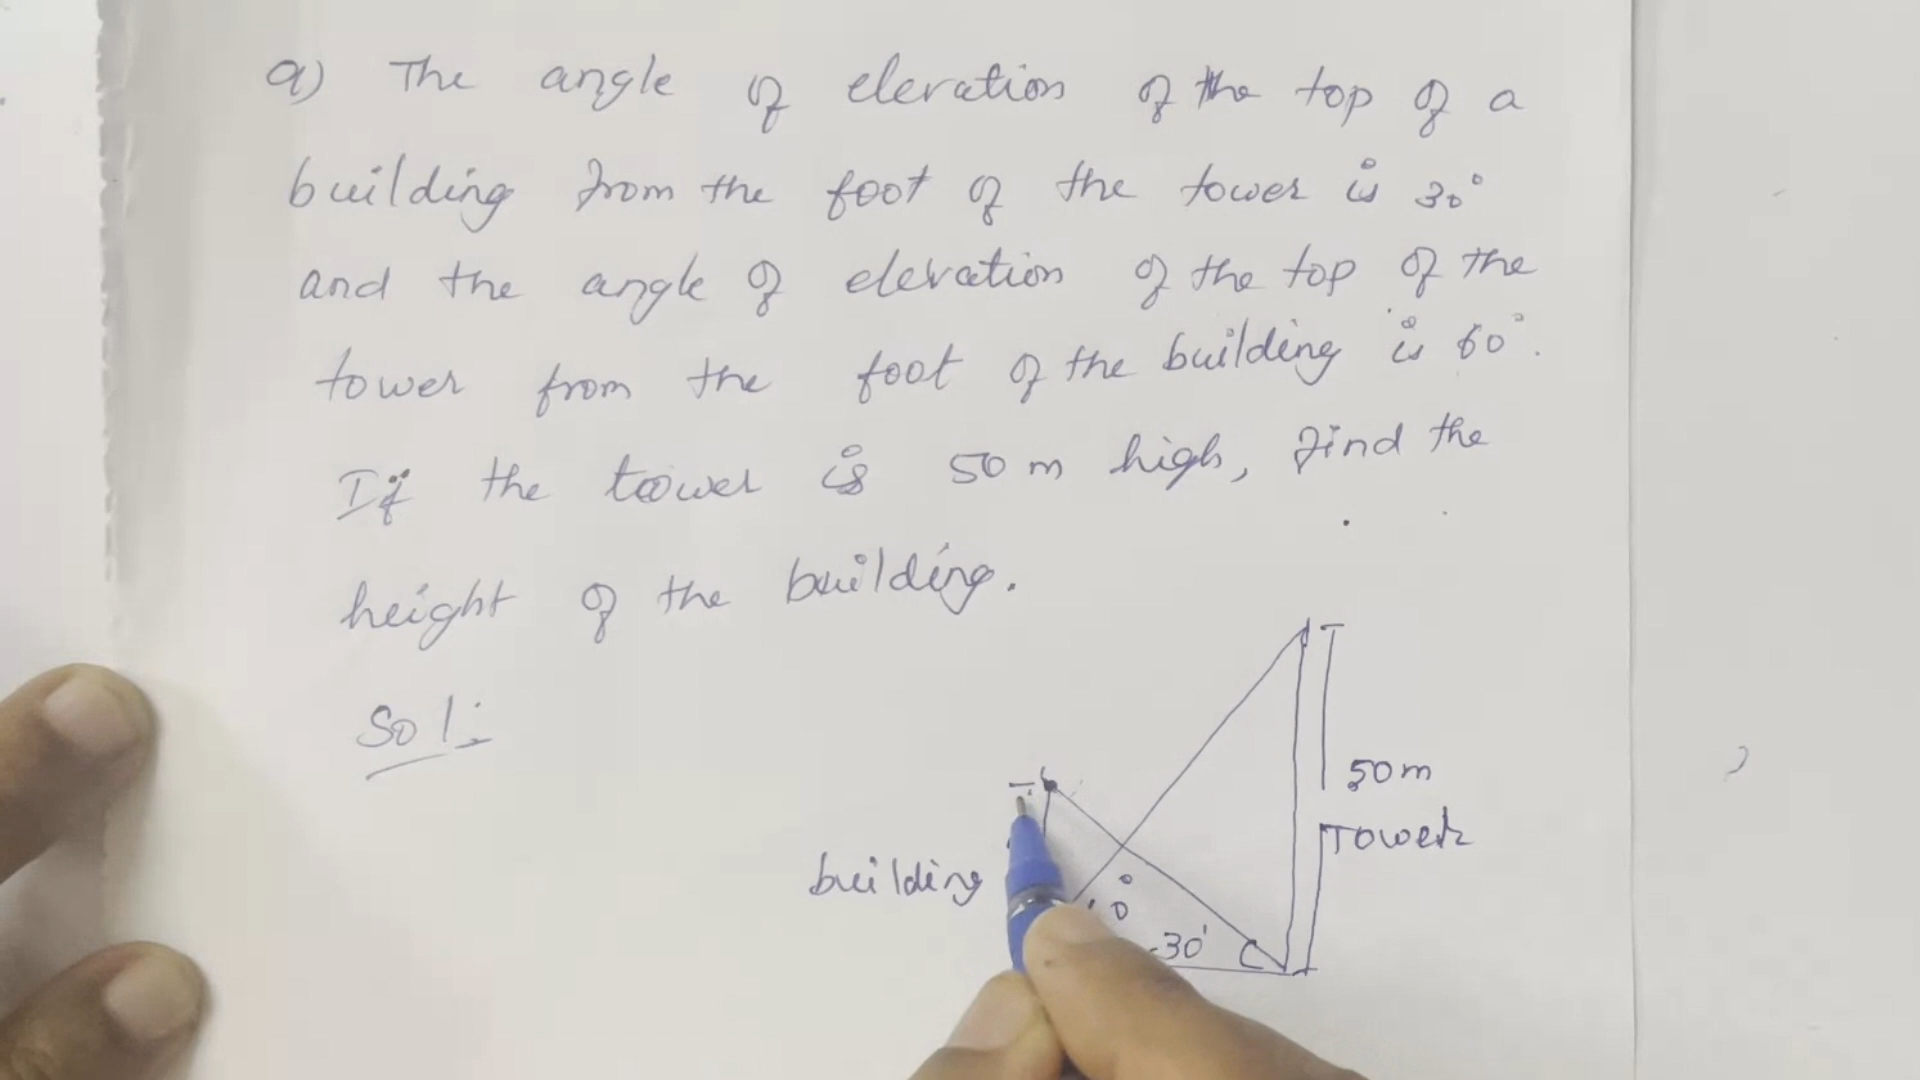 Q) The angle of elevation of the top of a
building from the foot of the tower is 30°
and the angle of elevation of the top of the
tower from the foot of the building is 60°.
If the tower is 50 m high, find the
height of the building.
Sol:
50m
Tower
building
30°